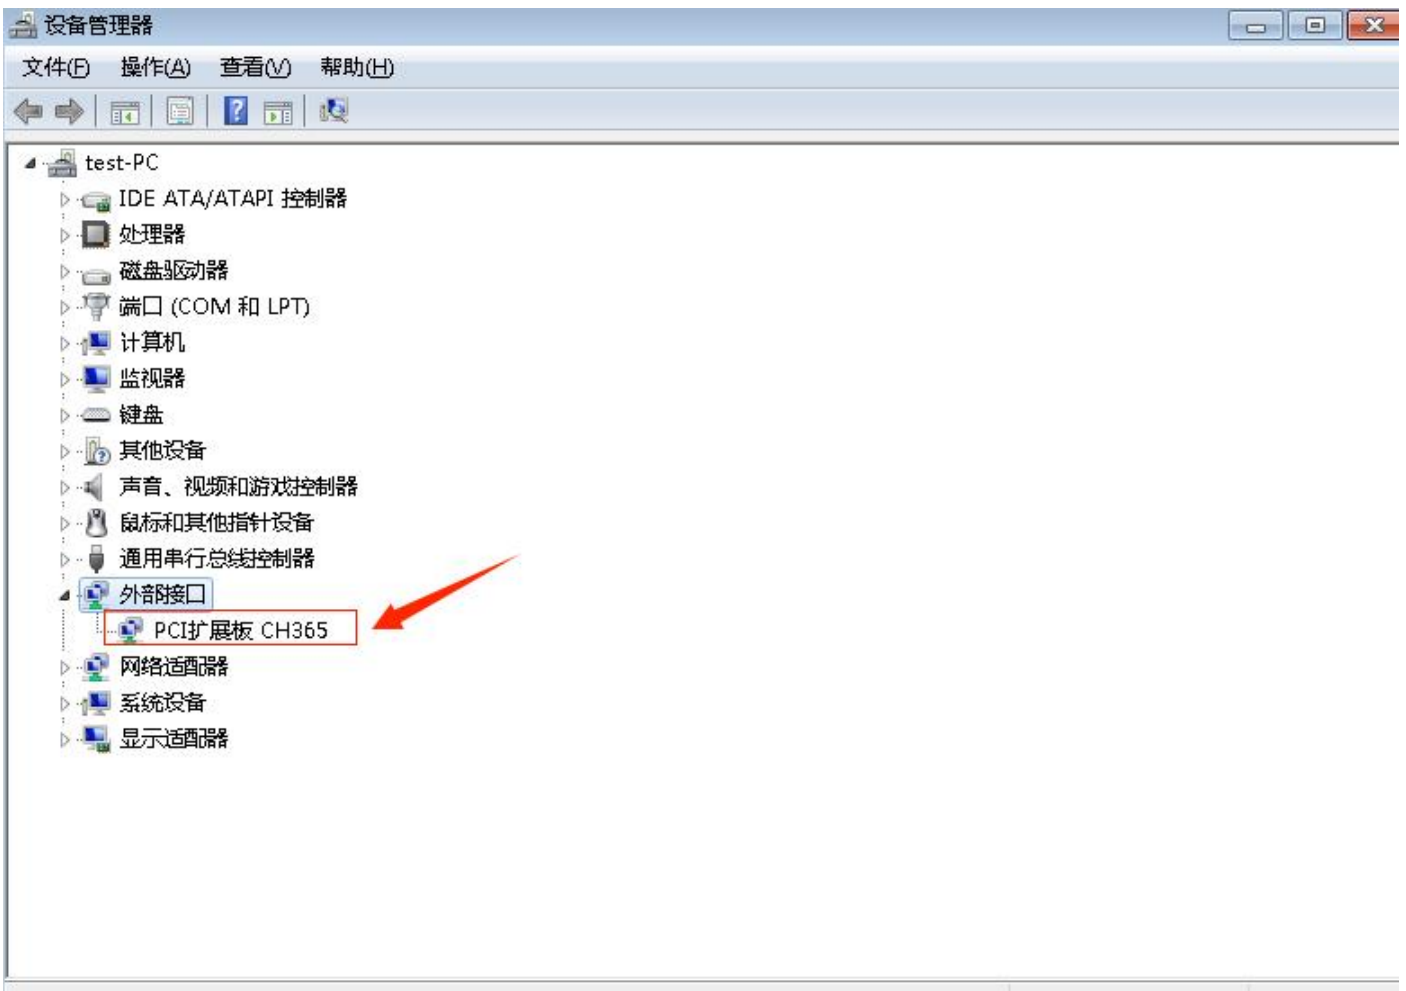 设备管理器
文件(F) 操作(A) 查看(V) 帮助(H)
test-PC
IDE ATA/ATAPI 控制器
处理器
磁盘驱动器
端口 (COM 和 LPT)
计算机
监视器
键盘
其他设备
声音、视频和游戏控制器
鼠标和其他指针设备
通用串行总线控制器
外部接口
PCI扩展板 CH365
网络适配器
系统设备
显示适配器